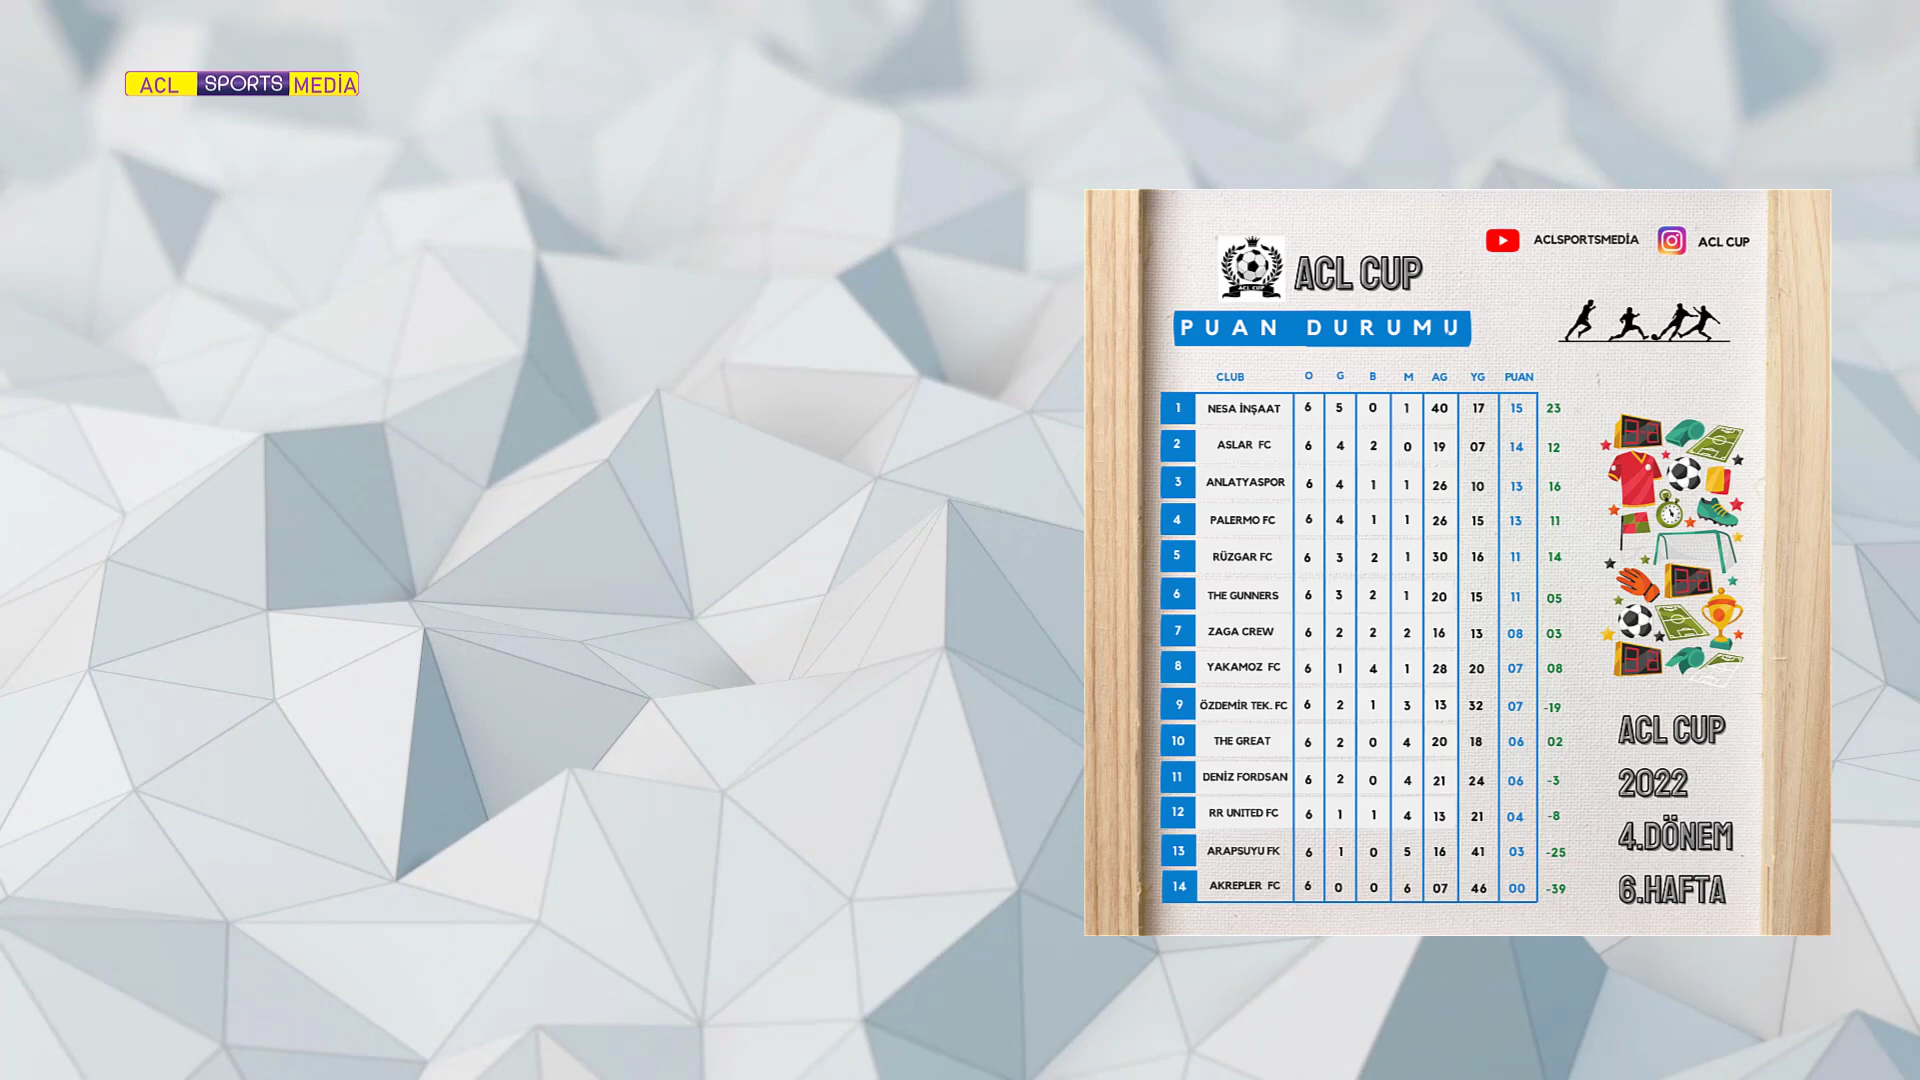 ACL SPORTS MEDİA
ACLSPORTSMEDİA ACL CUP
ACL CUP
ACL CUP
PUAN DURUMU
CLUB O G B M AG YG PUAN
1 NESA İNŞAAT 6 5 0 1 40 17 15 23
2 ASLAR FC 6 4 2 0 19 07 14 12
3 ANLATYASPOR 6 4 1 1 26 10 13 16
4 PALERMO FC 6 4 1 1 26 15 13 11
5 RÜZGAR FC 6 3 2 1 30 16 11 14
6 THE GUNNERS 6 3 2 1 20 15 11 05
7 ZAGA CREW 6 2 2 2 16 13 08 03
8 YAKAMOZ FC 6 1 4 1 28 20 07 08
9 ÖZDEMİR TEK. FC 6 2 1 3 13 32 07 -19
10 THE GREAT 6 2 0 4 20 18 06 02
11 DENİZ FORDSAN 6 2 0 4 21 24 06 -3
12 RR UNITED FC 6 1 1 4 13 21 04 -8
13 ARAPSUYU FK 6 1 0 5 16 41 03 -25
14 AKREPLER FC 6 0 0 6 07 46 00 -39
ACL CUP
2022
4.DÖNEM
6.HAFTA